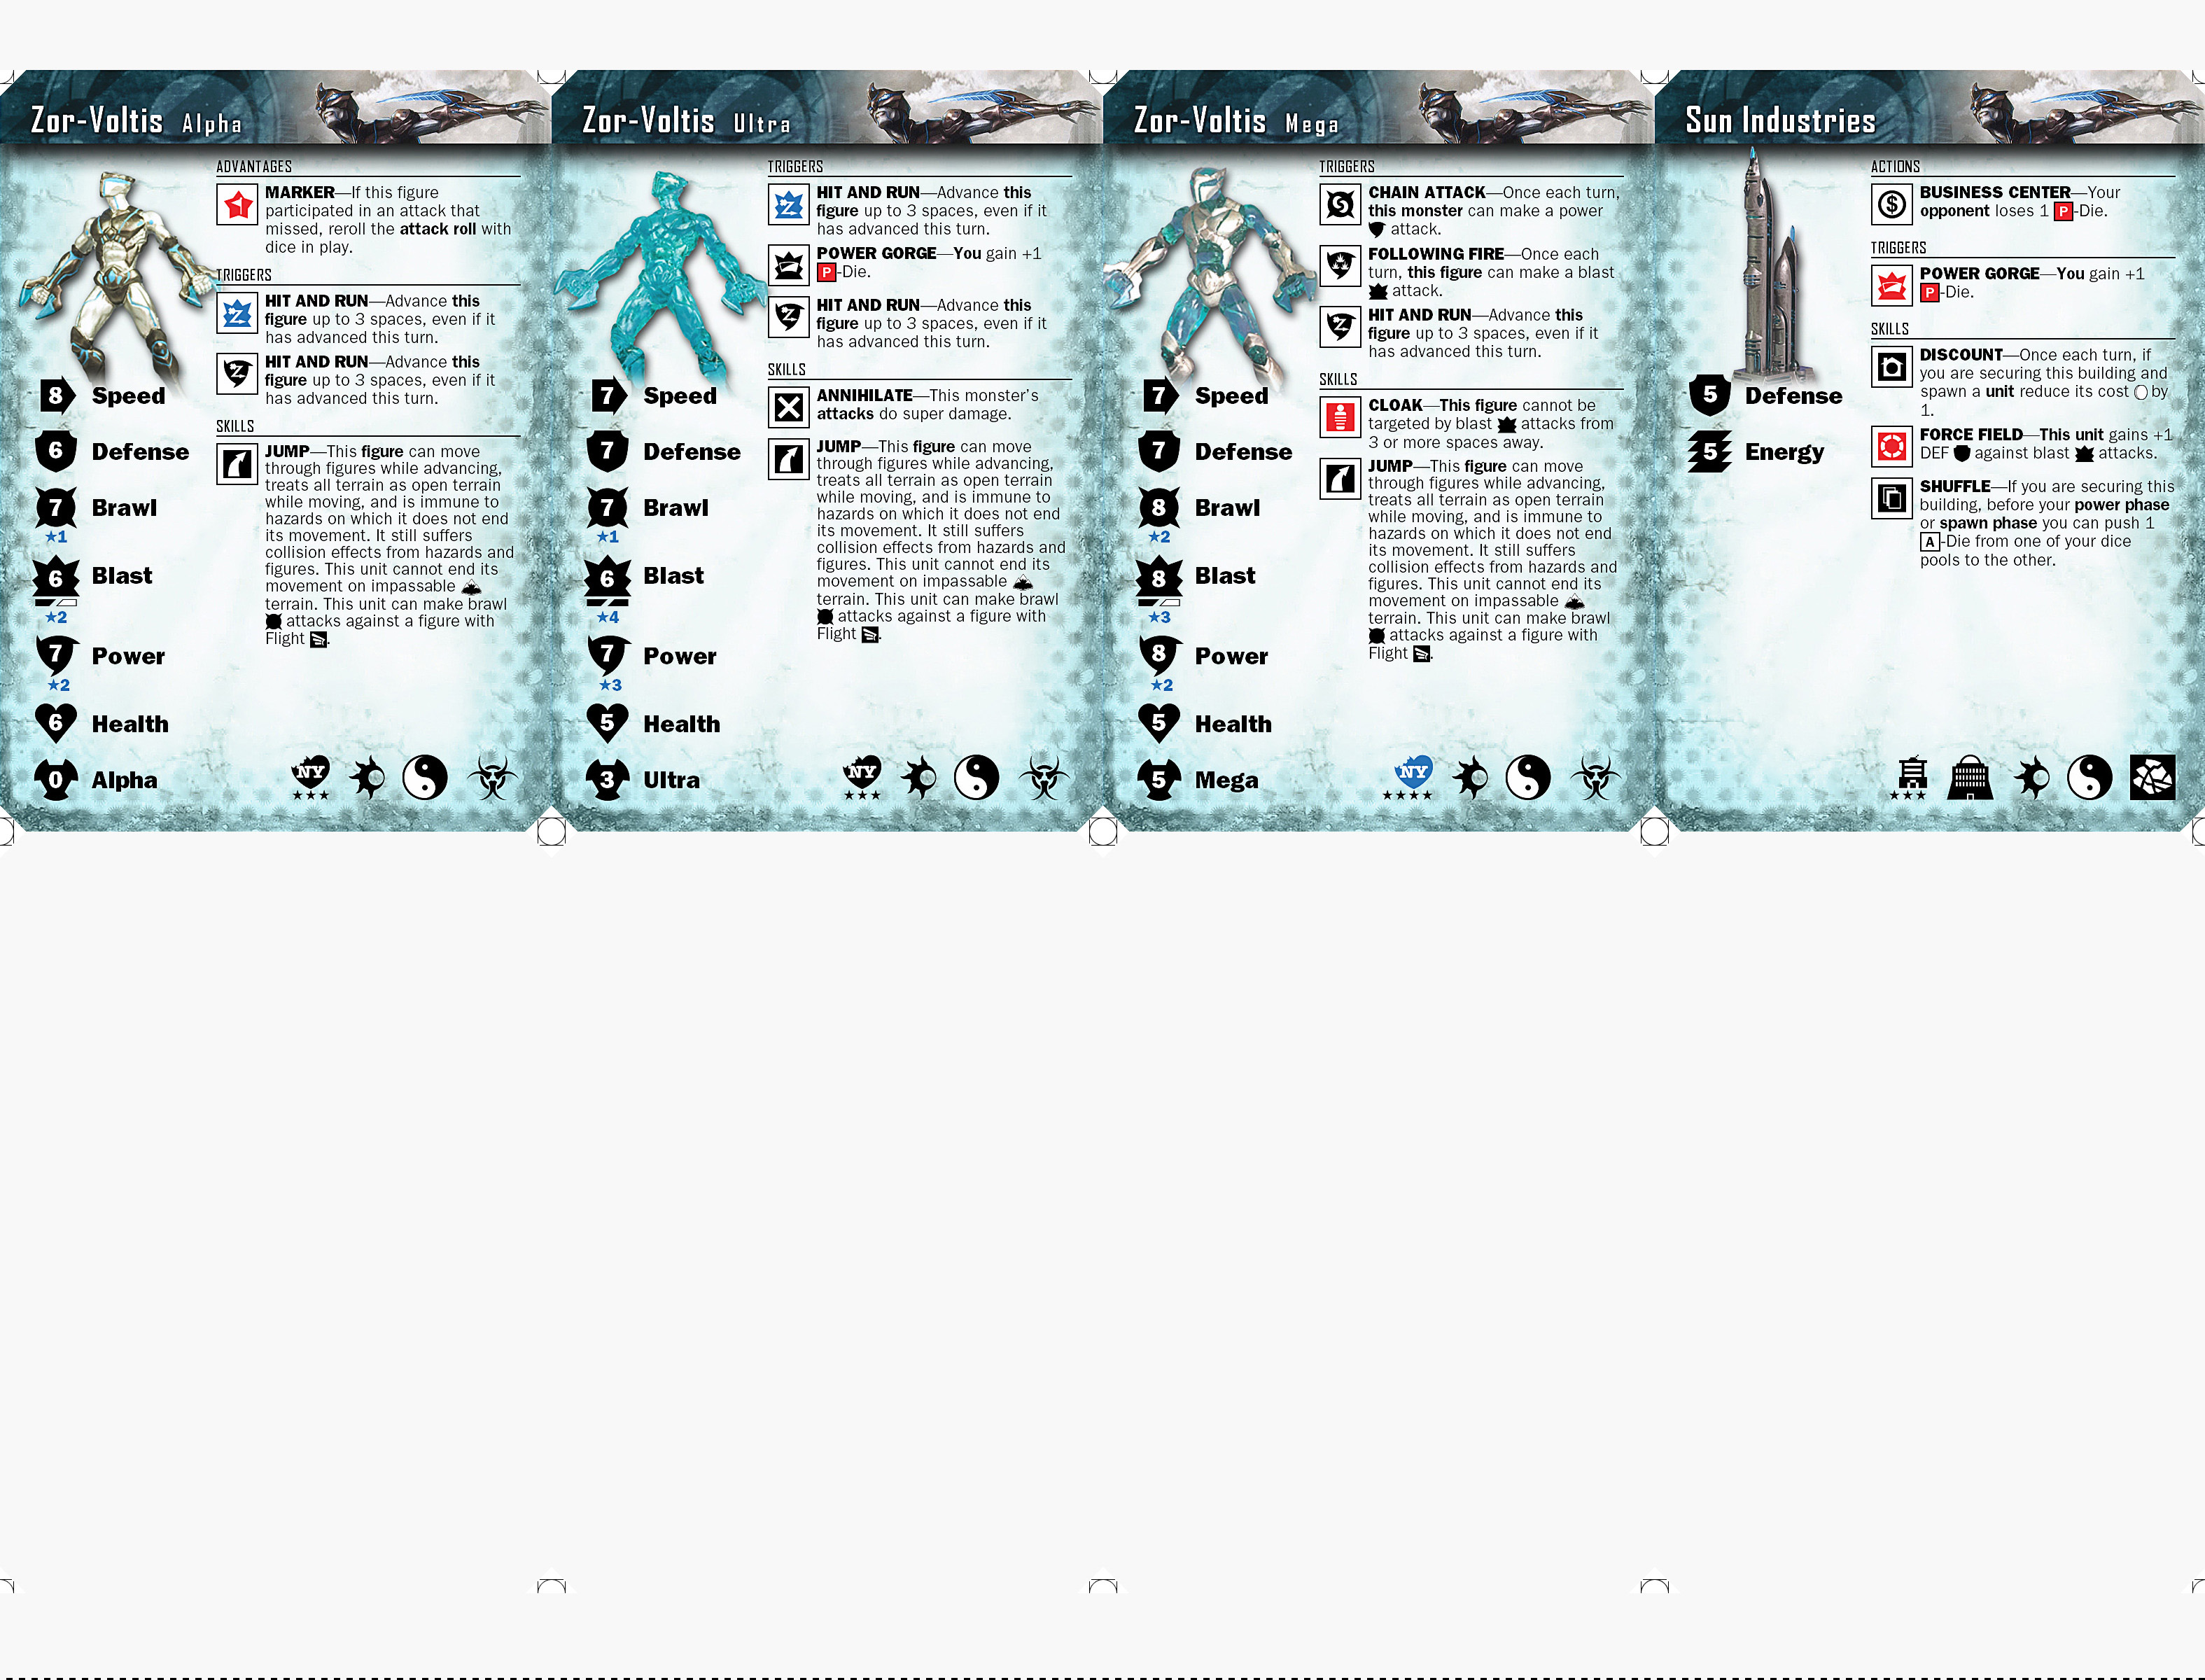 Zor-Voltis Alpha
ADVANTAGES
MARKER—If this figure
participated in an attack that
missed, reroll the attack roll with
dice in play.
TRIGGERS
HIT AND RUN—Advance this
figure up to 3 spaces, even if it
has advanced this turn.
HIT AND RUN—Advance this
figure up to 3 spaces, even if it
has advanced this turn.
SKILLS
JUMP—This figure can move
through figures while advancing,
treats all terrain as open terrain
while moving, and is immune to
hazards on which it does not end
its movement. It still suffers
collision effects from hazards and
figures. This unit cannot end its
movement on impassable
terrain. This unit can make brawl
attacks against a figure with
Flight .
8 Speed
6 Defense
7 Brawl
★1
6 Blast
★2
7 Power
★2
6 Health
0 Alpha
NY
★★★
Zor-Voltis Ultra
TRIGGERS
HIT AND RUN—Advance this
figure up to 3 spaces, even if it
has advanced this turn.
POWER GORGE—You gain +1
P-Die.
HIT AND RUN—Advance this
figure up to 3 spaces, even if it
has advanced this turn.
SKILLS
ANNIHILATE—This monster's
attacks do super damage.
JUMP—This figure can move
through figures while advancing,
treats all terrain as open terrain
while moving, and is immune to
hazards on which it does not end
its movement. It still suffers
collision effects from hazards and
figures. This unit cannot end its
movement on impassable
terrain. This unit can make brawl
attacks against a figure with
Flight .
7 Speed
7 Defense
7 Brawl
★1
6 Blast
★4
7 Power
★3
5 Health
3 Ultra
NY
★★★
Zor-Voltis Mega
TRIGGERS
CHAIN ATTACK—Once each turn,
this monster can make a power
attack.
FOLLOWING FIRE—Once each
turn, this figure can make a blast
attack.
HIT AND RUN—Advance this
figure up to 3 spaces, even if it
has advanced this turn.
SKILLS
CLOAK—This figure cannot be
targeted by blast attacks from
3 or more spaces away.
JUMP—This figure can move
through figures while advancing,
treats all terrain as open terrain
while moving, and is immune to
hazards on which it does not end
its movement. It still suffers
collision effects from hazards and
figures. This unit cannot end its
movement on impassable
terrain. This unit can make brawl
attacks against a figure with
Flight .
7 Speed
7 Defense
8 Brawl
★2
8 Blast
★3
8 Power
★2
5 Health
5 Mega
NY
★★★★
Sun Industries
ACTIONS
$ BUSINESS CENTER—Your
opponent loses 1 P-Die.
TRIGGERS
POWER GORGE—You gain +1
P-Die.
SKILLS
DISCOUNT—Once each turn, if
you are securing this building and
spawn a unit reduce its cost by
1.
FORCE FIELD—This unit gains +1
DEF against blast attacks.
SHUFFLE—If you are securing this
building, before your power phase
or spawn phase you can push 1
A-Die from one of your dice
pools to the other.
5 Defense
5 Energy
★★★